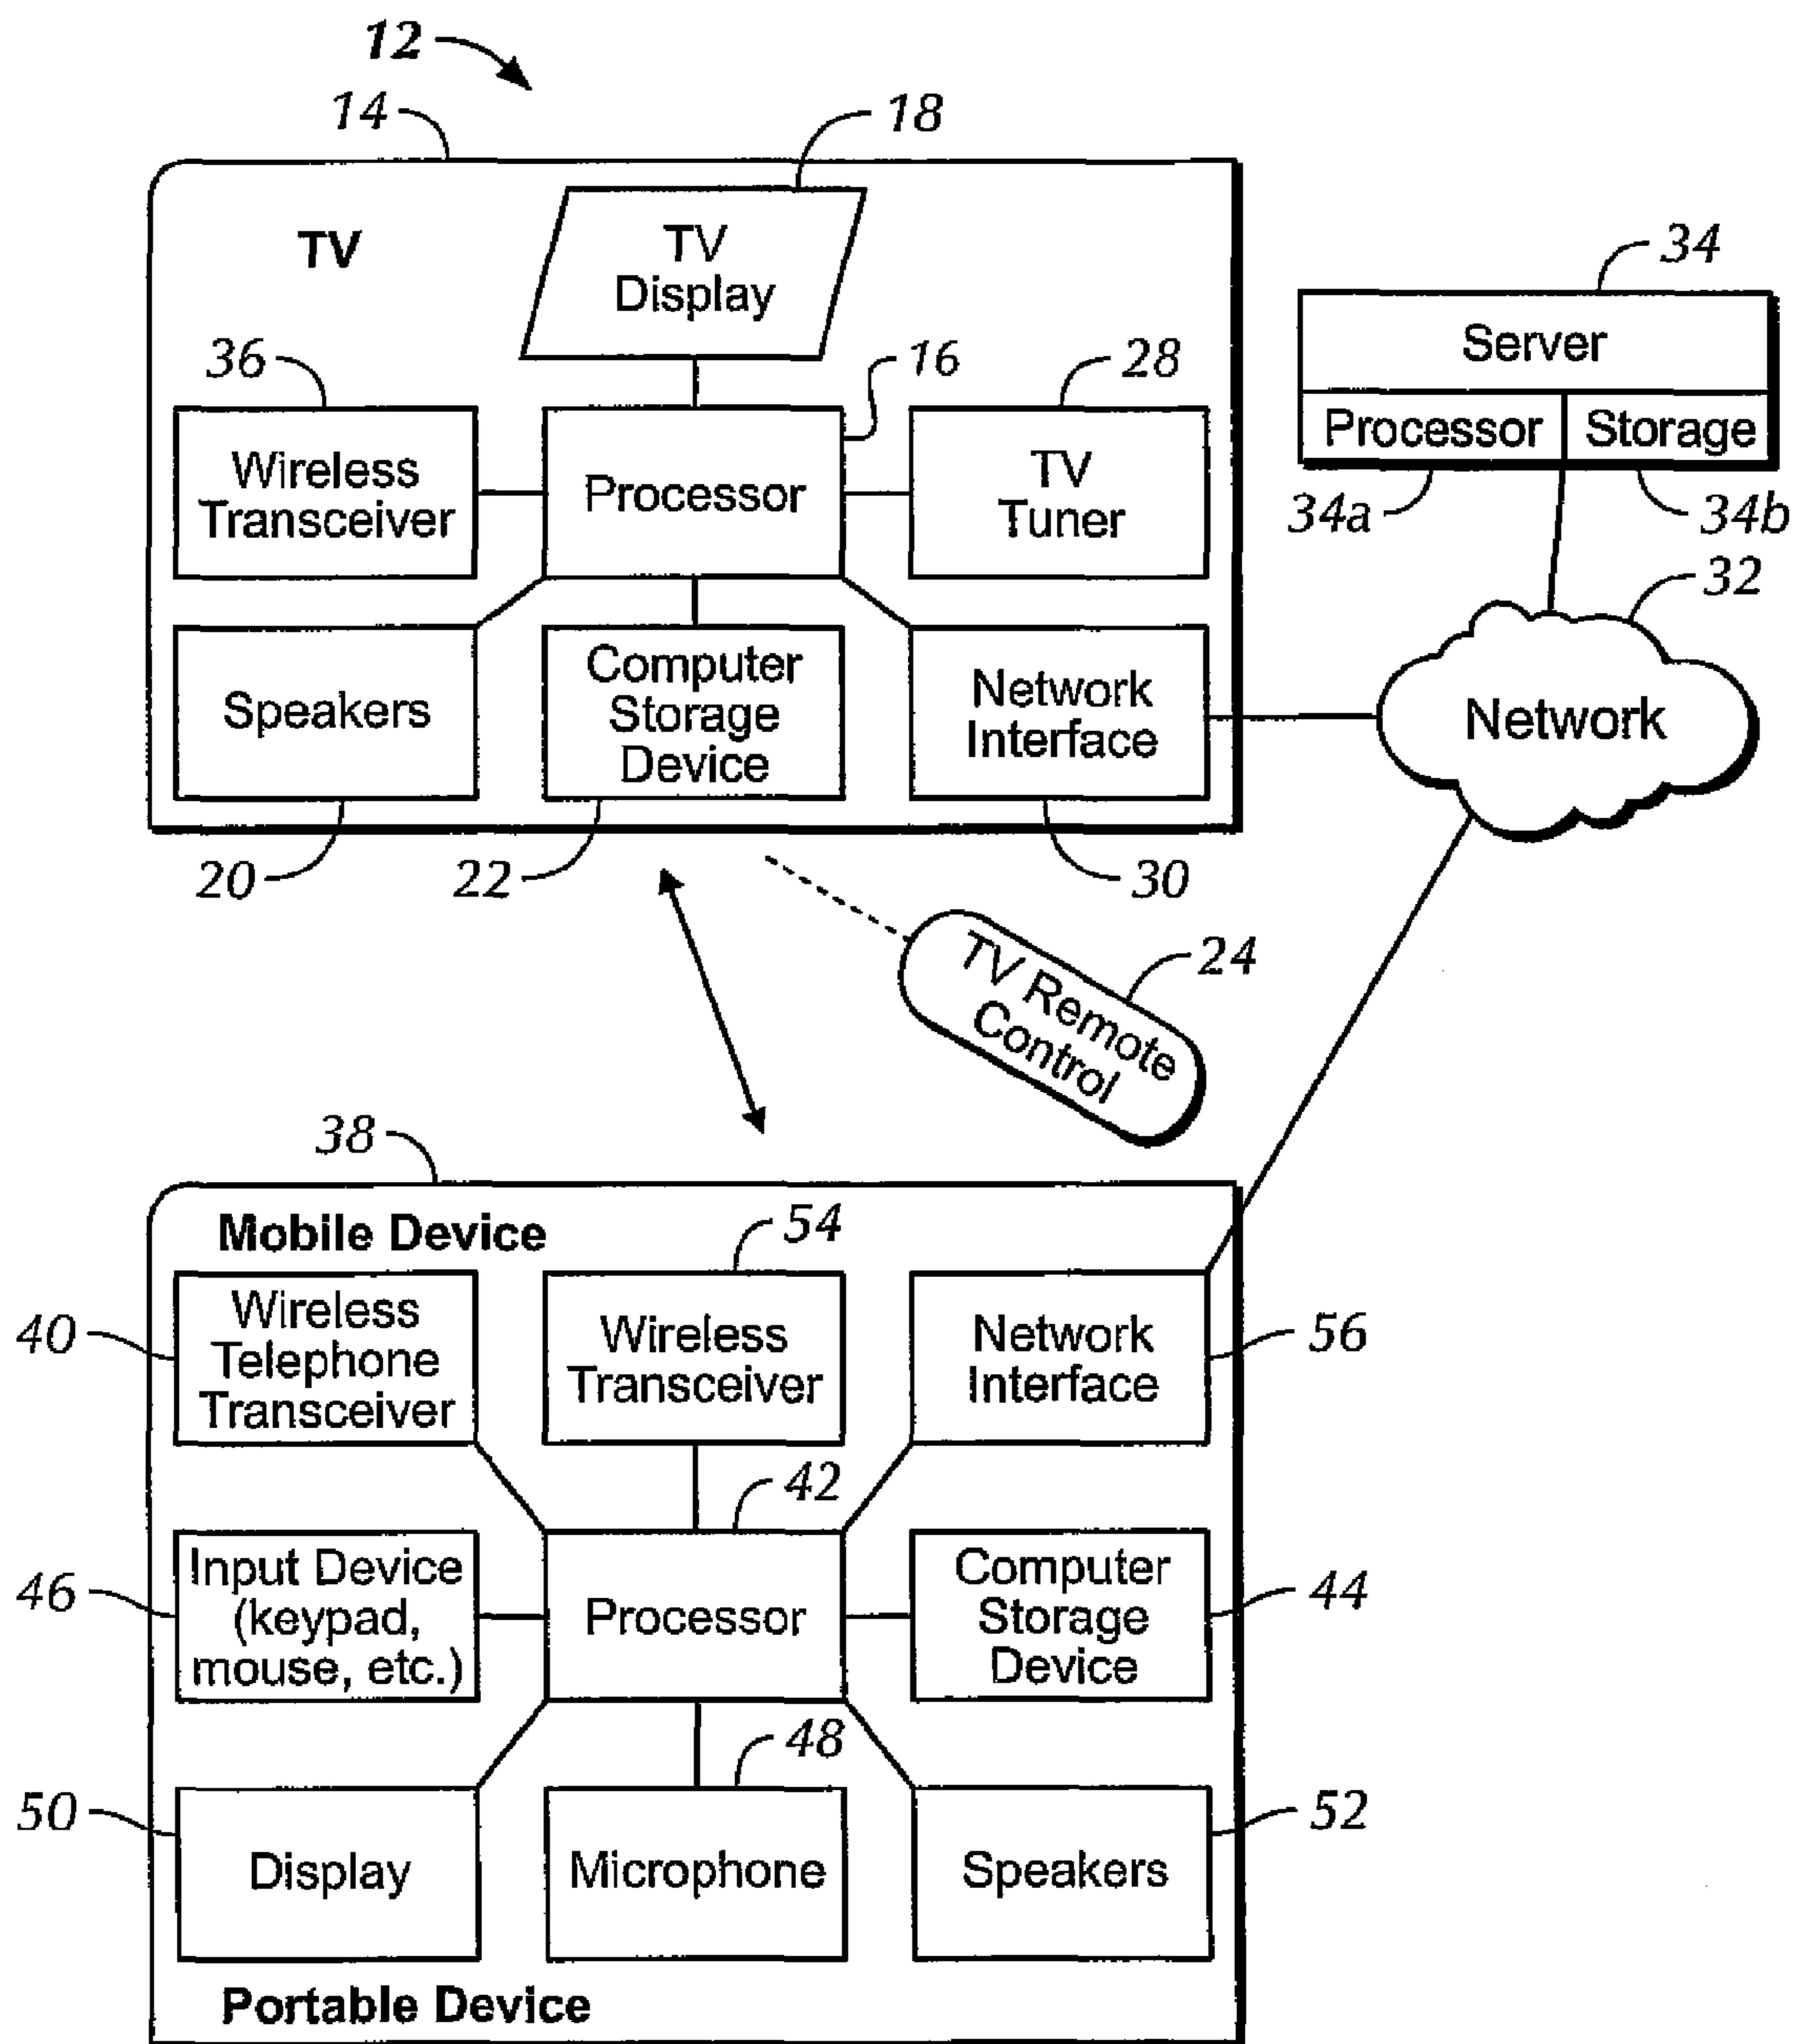 12
14
18
TV
TV
Display
34
Server
Processor
Storage
34a
34b
36
16
28
Wireless
Transceiver
Processor
TV
Tuner
32
Network
Speakers
Computer
Storage
Device
Network
Interface
20
22
30
TV Remote
Control
24
38
Mobile Device
54
40
Wireless
Telephone
Transceiver
Wireless
Transceiver
Network
Interface
56
42
46
Input Device
(keypad,
mouse, etc.)
Processor
Computer
Storage
Device
44
48
50
Display
Microphone
Speakers
52
Portable Device